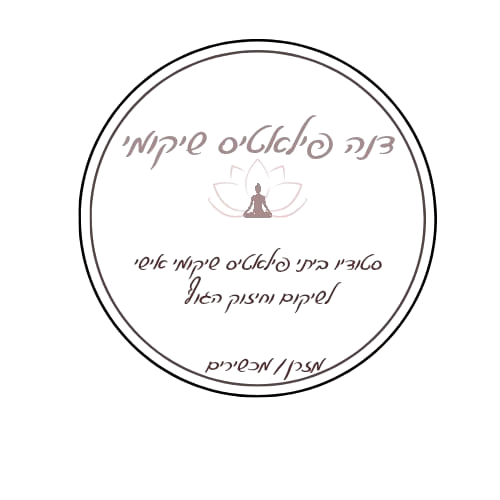 דנה פילאטיס שיקומי
סטודיו ביתי פילאטיס שיקומי אישי
לשיקום וחיזוק הגוף
מזרן/מכשירים